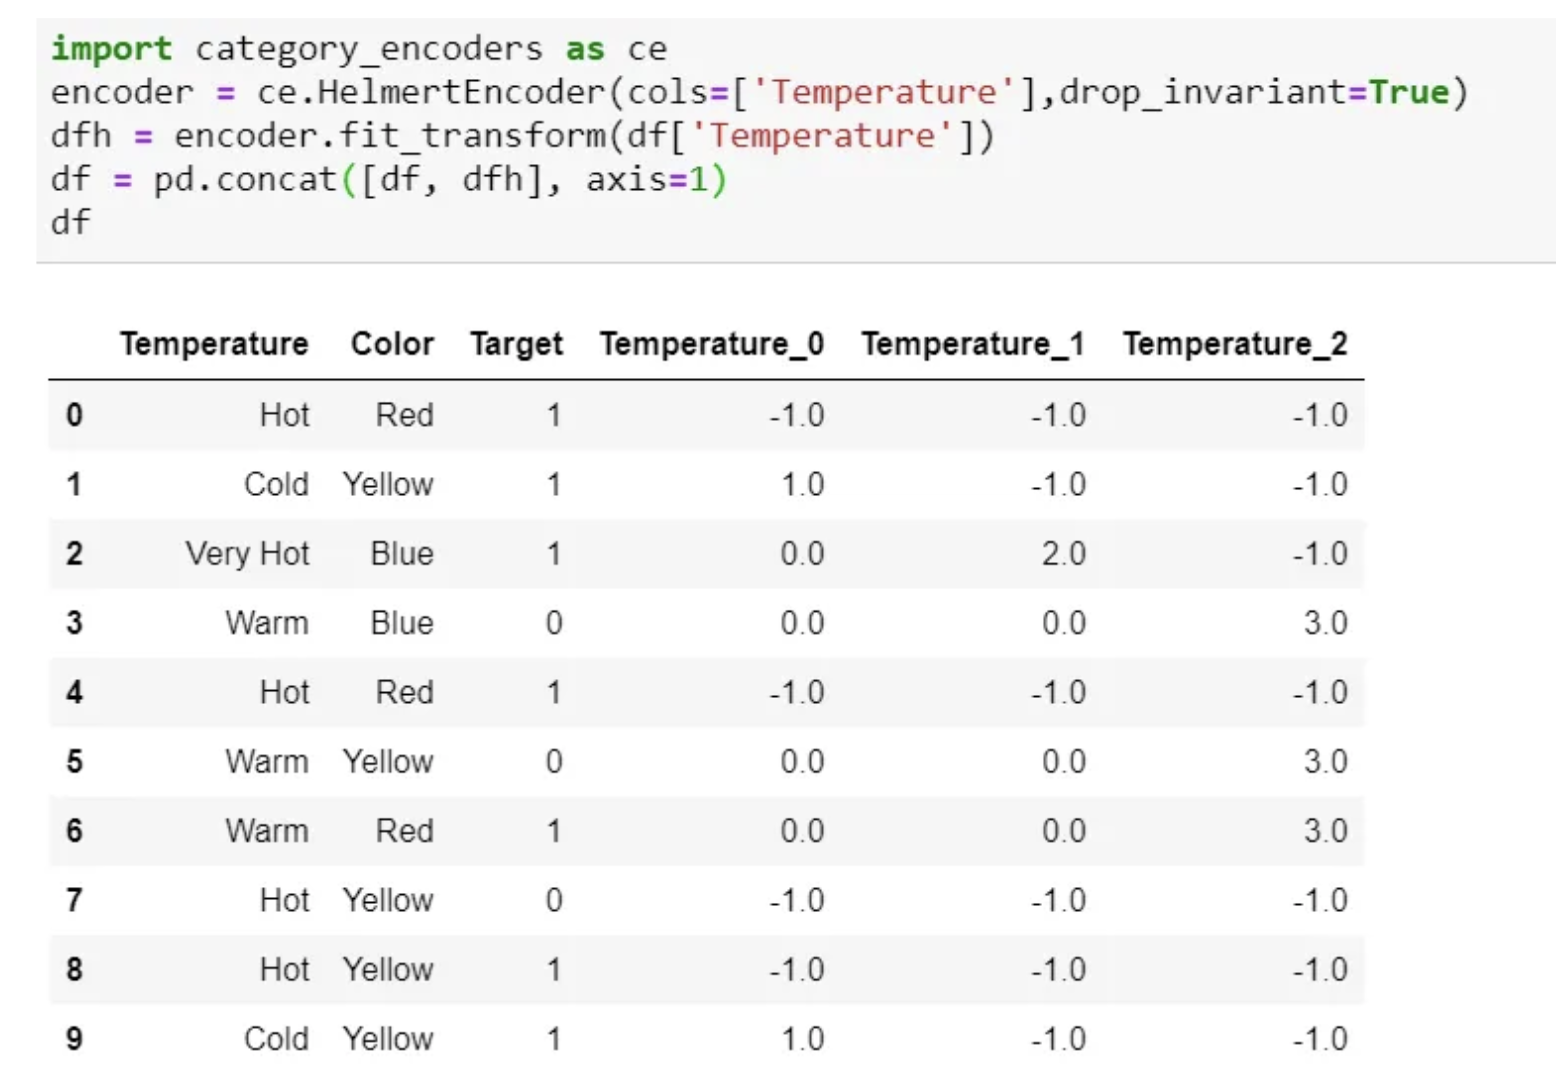 import category_encoders as ce
encoder = ce.HelmertEncoder(cols=['Temperature'],drop_invariant=True)
dfh = encoder.fit_transform(df['Temperature'])
df = pd.concat([df, dfh], axis=1)
df
Temperature Color Target Temperature_0 Temperature_1 Temperature_2
0 Hot Red 1 -1.0 -1.0 -1.0
1 Cold Yellow 1 1.0 -1.0 -1.0
2 Very Hot Blue 1 0.0 2.0 -1.0
3 Warm Blue 0 0.0 0.0 3.0
4 Hot Red 1 -1.0 -1.0 -1.0
5 Warm Yellow 0 0.0 0.0 3.0
6 Warm Red 1 0.0 0.0 3.0
7 Hot Yellow 0 -1.0 -1.0 -1.0
8 Hot Yellow 1 -1.0 -1.0 -1.0
9 Cold Yellow 1 1.0 -1.0 -1.0